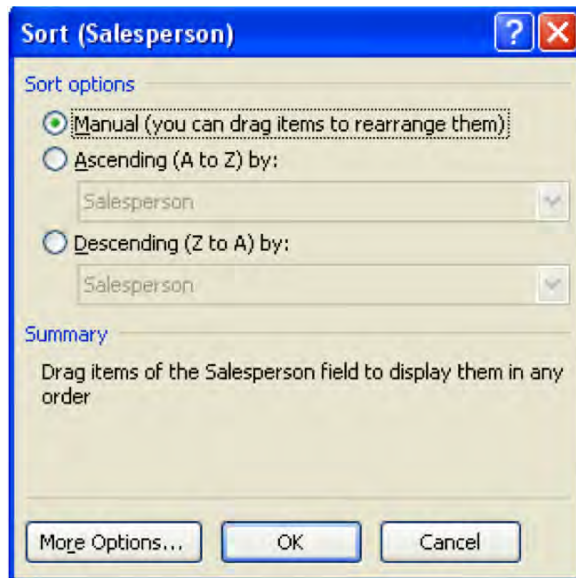 Sort (Salesperson)
?
Sort options
Manual (you can drag items to rearrange them)
Ascending (A to Z) by:
Salesperson
Descending (Z to A) by:
Salesperson
Summary
Drag items of the Salesperson field to display them in any
order
More Options...
OK
Cancel